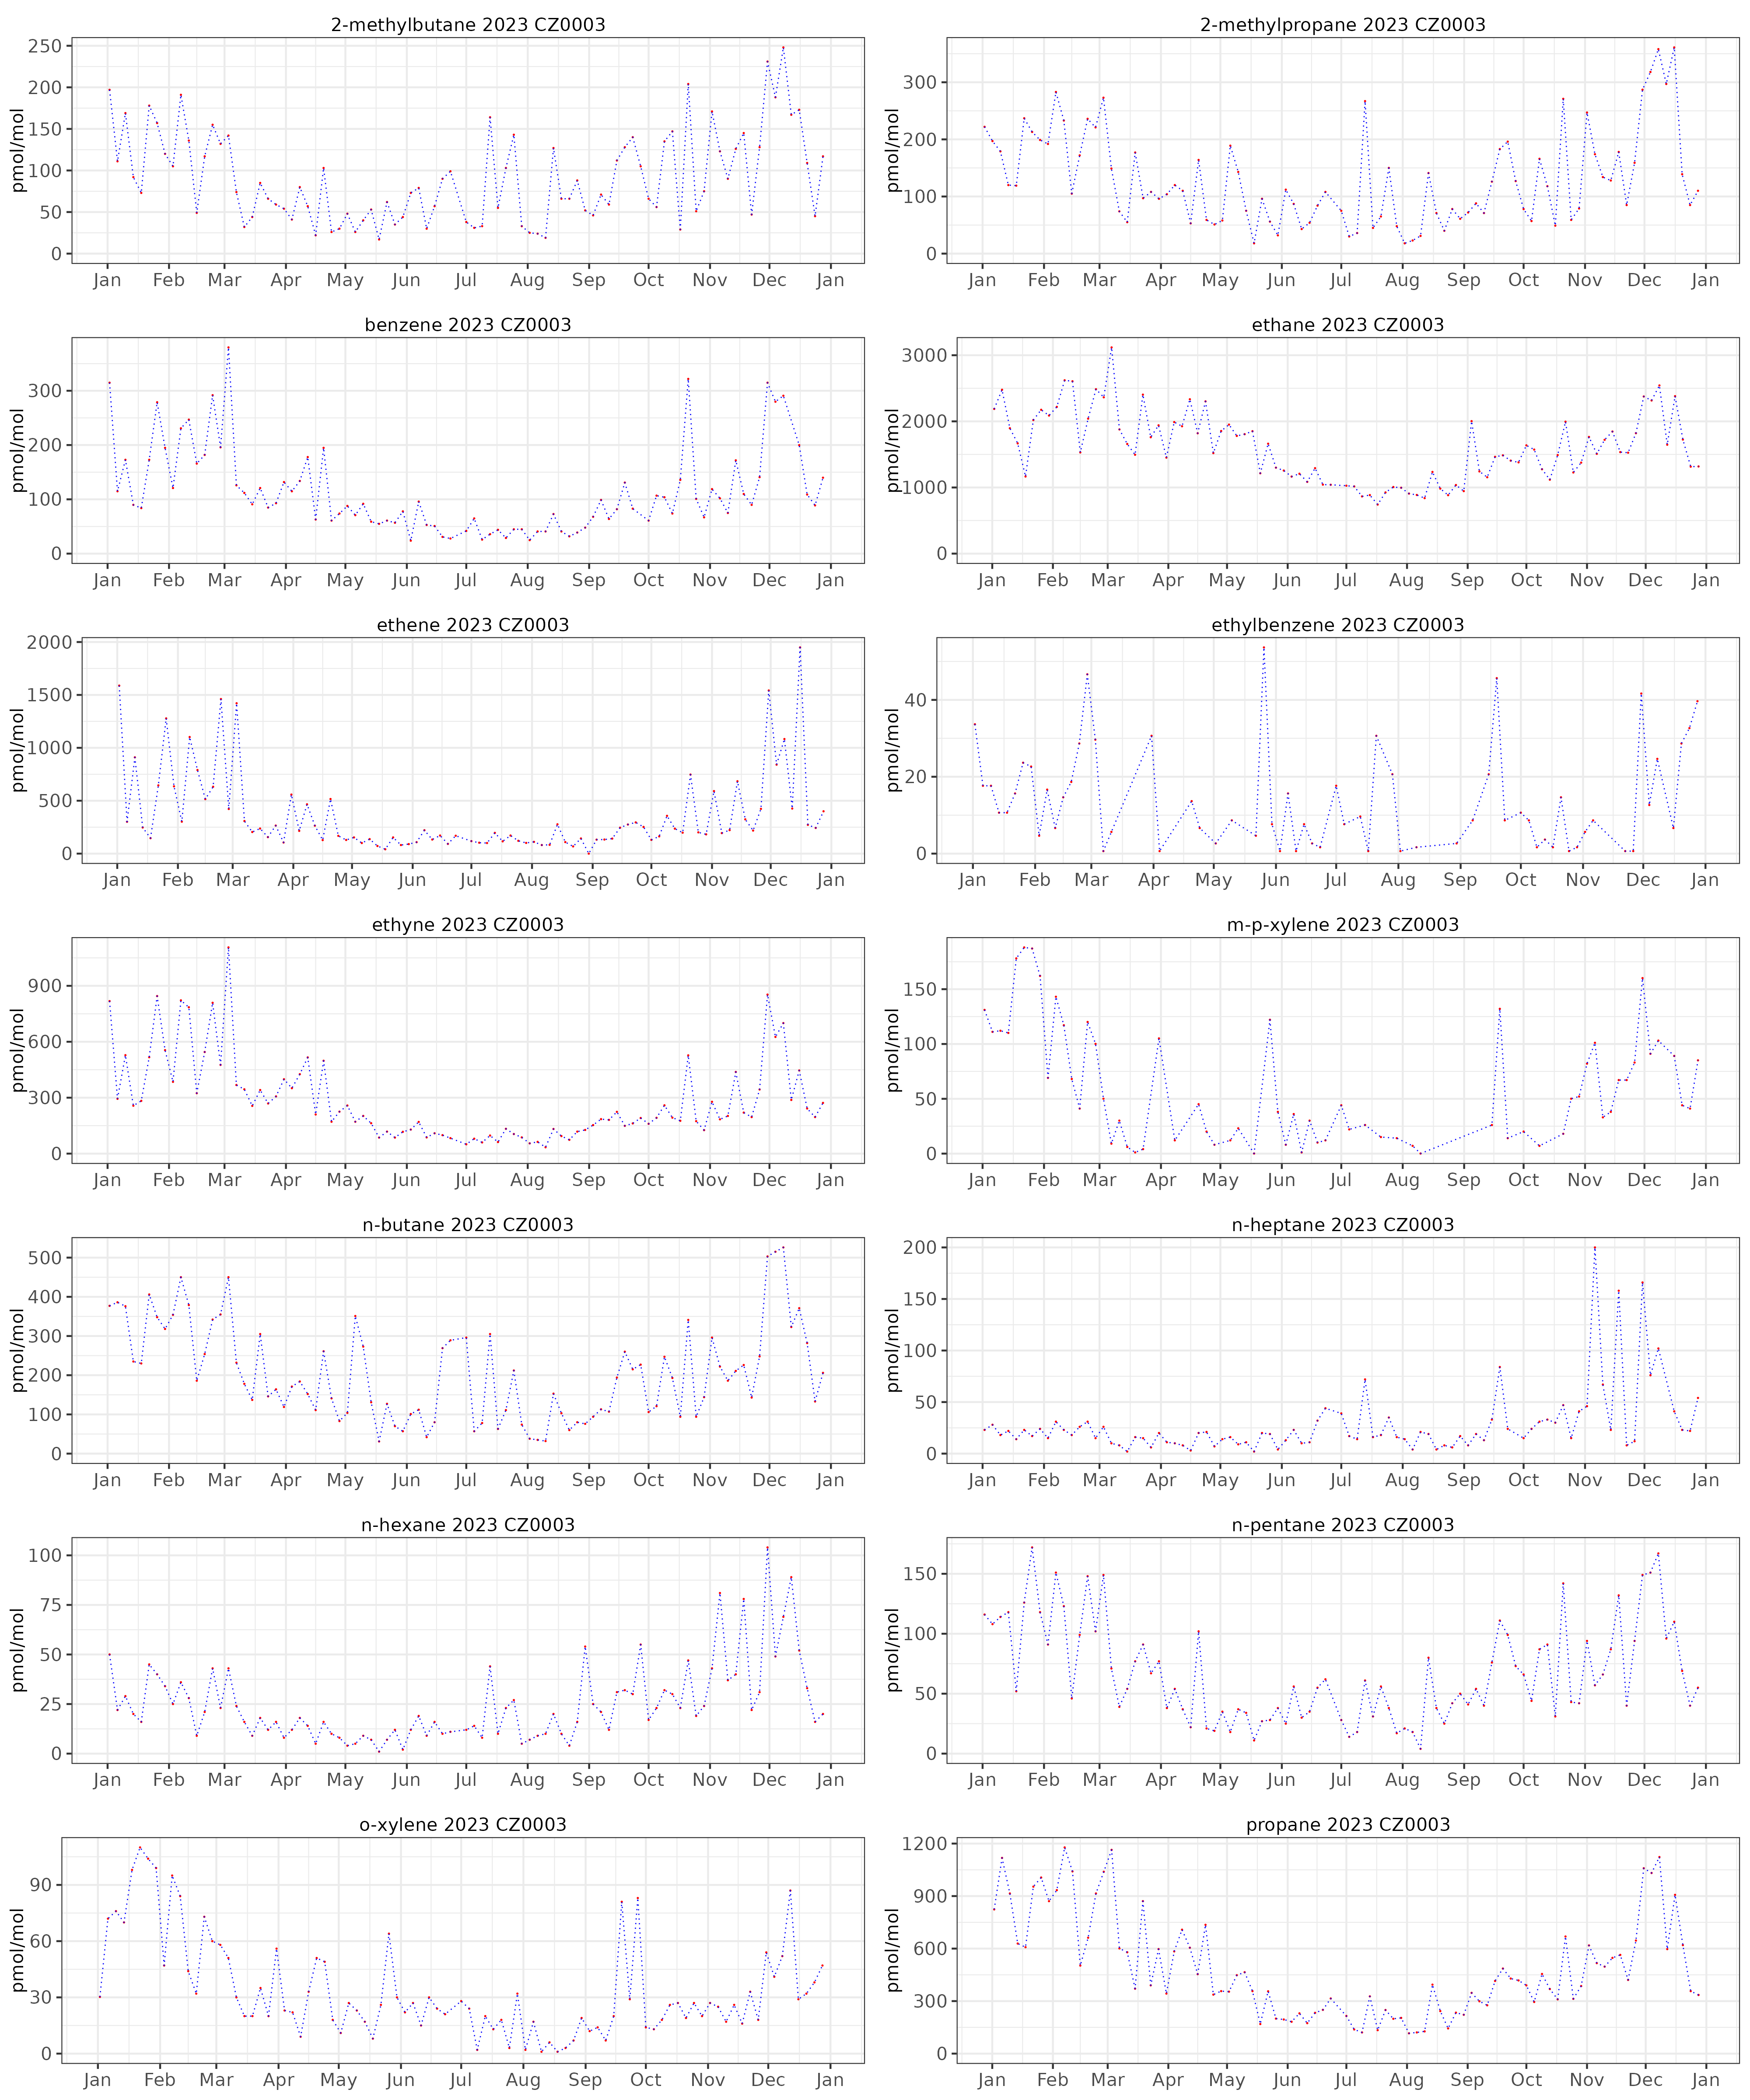 2-methylbutane 2023 CZ0003
pmol/mol
250
200
150
100
50
0
Jan Feb Mar Apr May Jun Jul Aug Sep Oct Nov Dec Jan
2-methylpropane 2023 CZ0003
pmol/mol
300
200
100
0
Jan Feb Mar Apr May Jun Jul Aug Sep Oct Nov Dec Jan
benzene 2023 CZ0003
pmol/mol
300
200
100
0
Jan Feb Mar Apr May Jun Jul Aug Sep Oct Nov Dec Jan
ethane 2023 CZ0003
pmol/mol
3000
2000
1000
0
Jan Feb Mar Apr May Jun Jul Aug Sep Oct Nov Dec Jan
ethene 2023 CZ0003
pmol/mol
2000
1500
1000
500
0
Jan Feb Mar Apr May Jun Jul Aug Sep Oct Nov Dec Jan
ethylbenzene 2023 CZ0003
pmol/mol
40
20
0
Jan Feb Mar Apr May Jun Jul Aug Sep Oct Nov Dec Jan
ethyne 2023 CZ0003
pmol/mol
900
600
300
0
Jan Feb Mar Apr May Jun Jul Aug Sep Oct Nov Dec Jan
m-p-xylene 2023 CZ0003
pmol/mol
150
100
50
0
Jan Feb Mar Apr May Jun Jul Aug Sep Oct Nov Dec Jan
n-butane 2023 CZ0003
pmol/mol
500
400
300
200
100
0
Jan Feb Mar Apr May Jun Jul Aug Sep Oct Nov Dec Jan
n-heptane 2023 CZ0003
pmol/mol
200
150
100
50
0
Jan Feb Mar Apr May Jun Jul Aug Sep Oct Nov Dec Jan
n-hexane 2023 CZ0003
pmol/mol
100
75
50
25
0
Jan Feb Mar Apr May Jun Jul Aug Sep Oct Nov Dec Jan
n-pentane 2023 CZ0003
pmol/mol
150
100
50
0
Jan Feb Mar Apr May Jun Jul Aug Sep Oct Nov Dec Jan
o-xylene 2023 CZ0003
pmol/mol
90
60
30
0
Jan Feb Mar Apr May Jun Jul Aug Sep Oct Nov Dec Jan
propane 2023 CZ0003
pmol/mol
1200
900
600
300
0
Jan Feb Mar Apr May Jun Jul Aug Sep Oct Nov Dec Jan